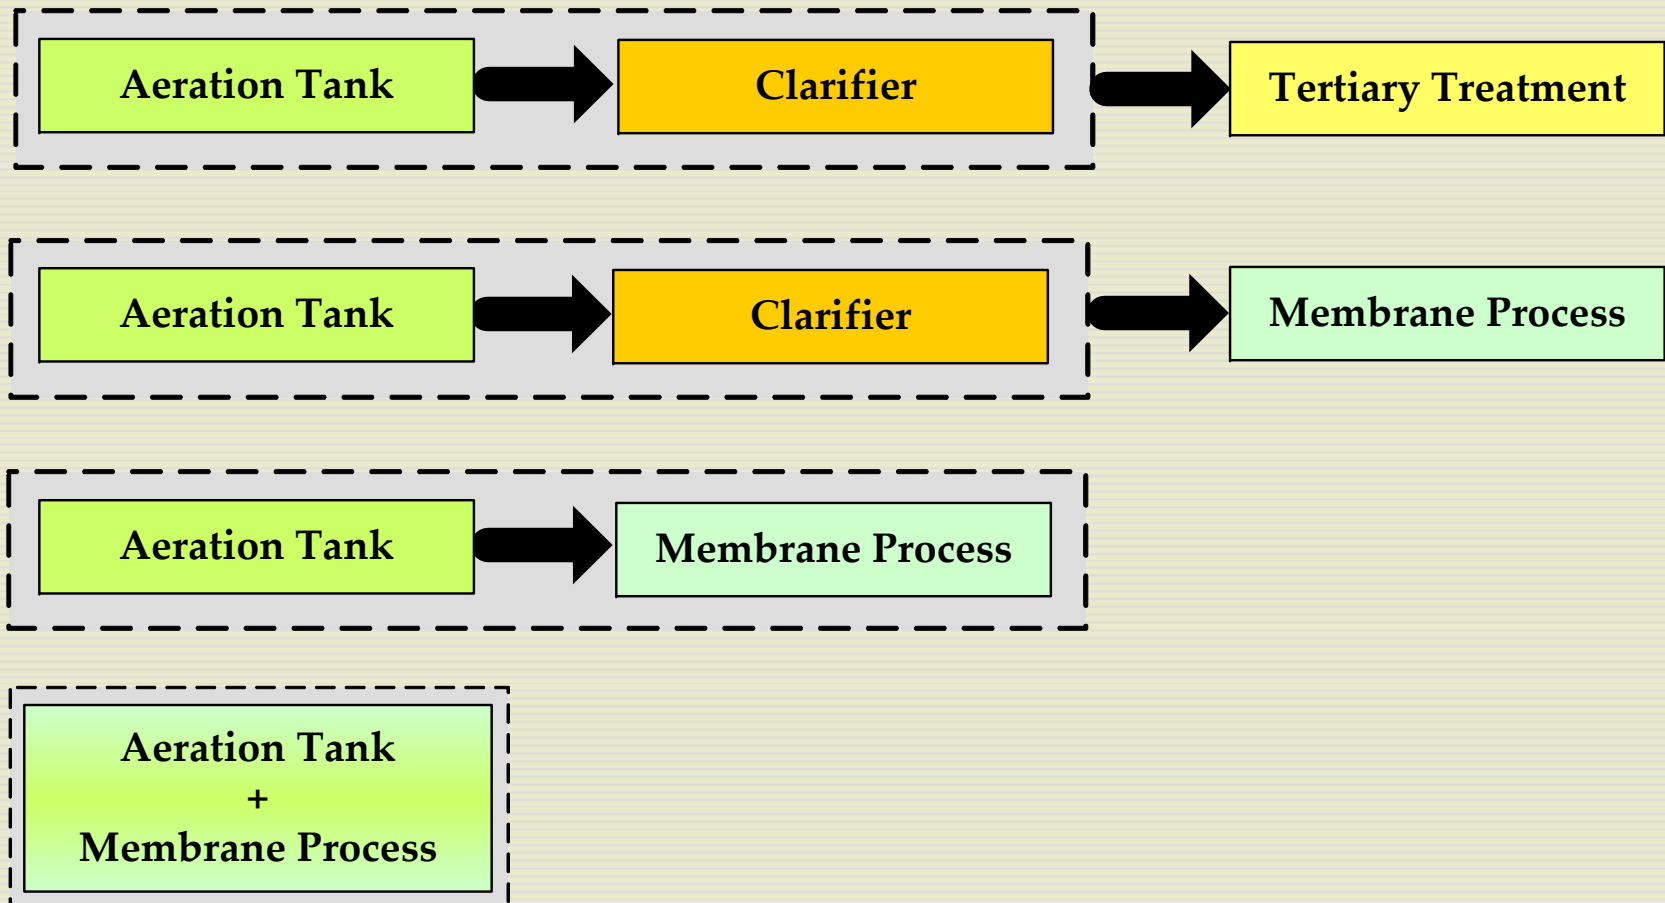 Aeration Tank
Clarifier
Tertiary Treatment
Aeration Tank
Clarifier
Membrane Process
Aeration Tank
Membrane Process
Aeration Tank
+
Membrane Process